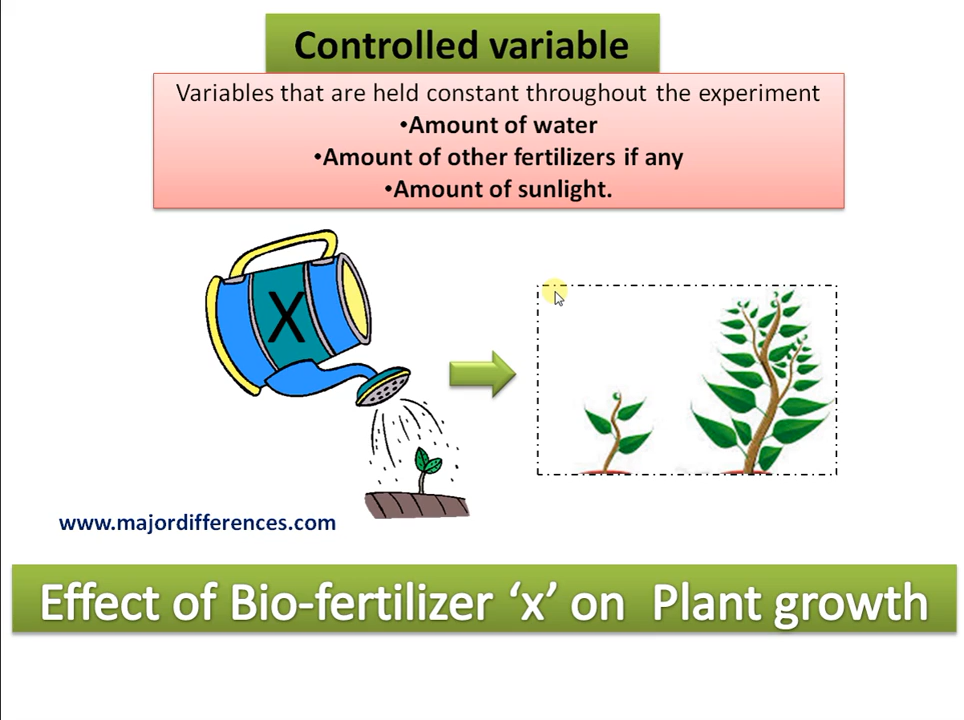 Controlled variable
Variables that are held constant throughout the experiment
•Amount of water
•Amount of other fertilizers if any
•Amount of sunlight.
X
www.majordifferences.com
Effect of Bio-fertilizer ‘x’ on Plant growth